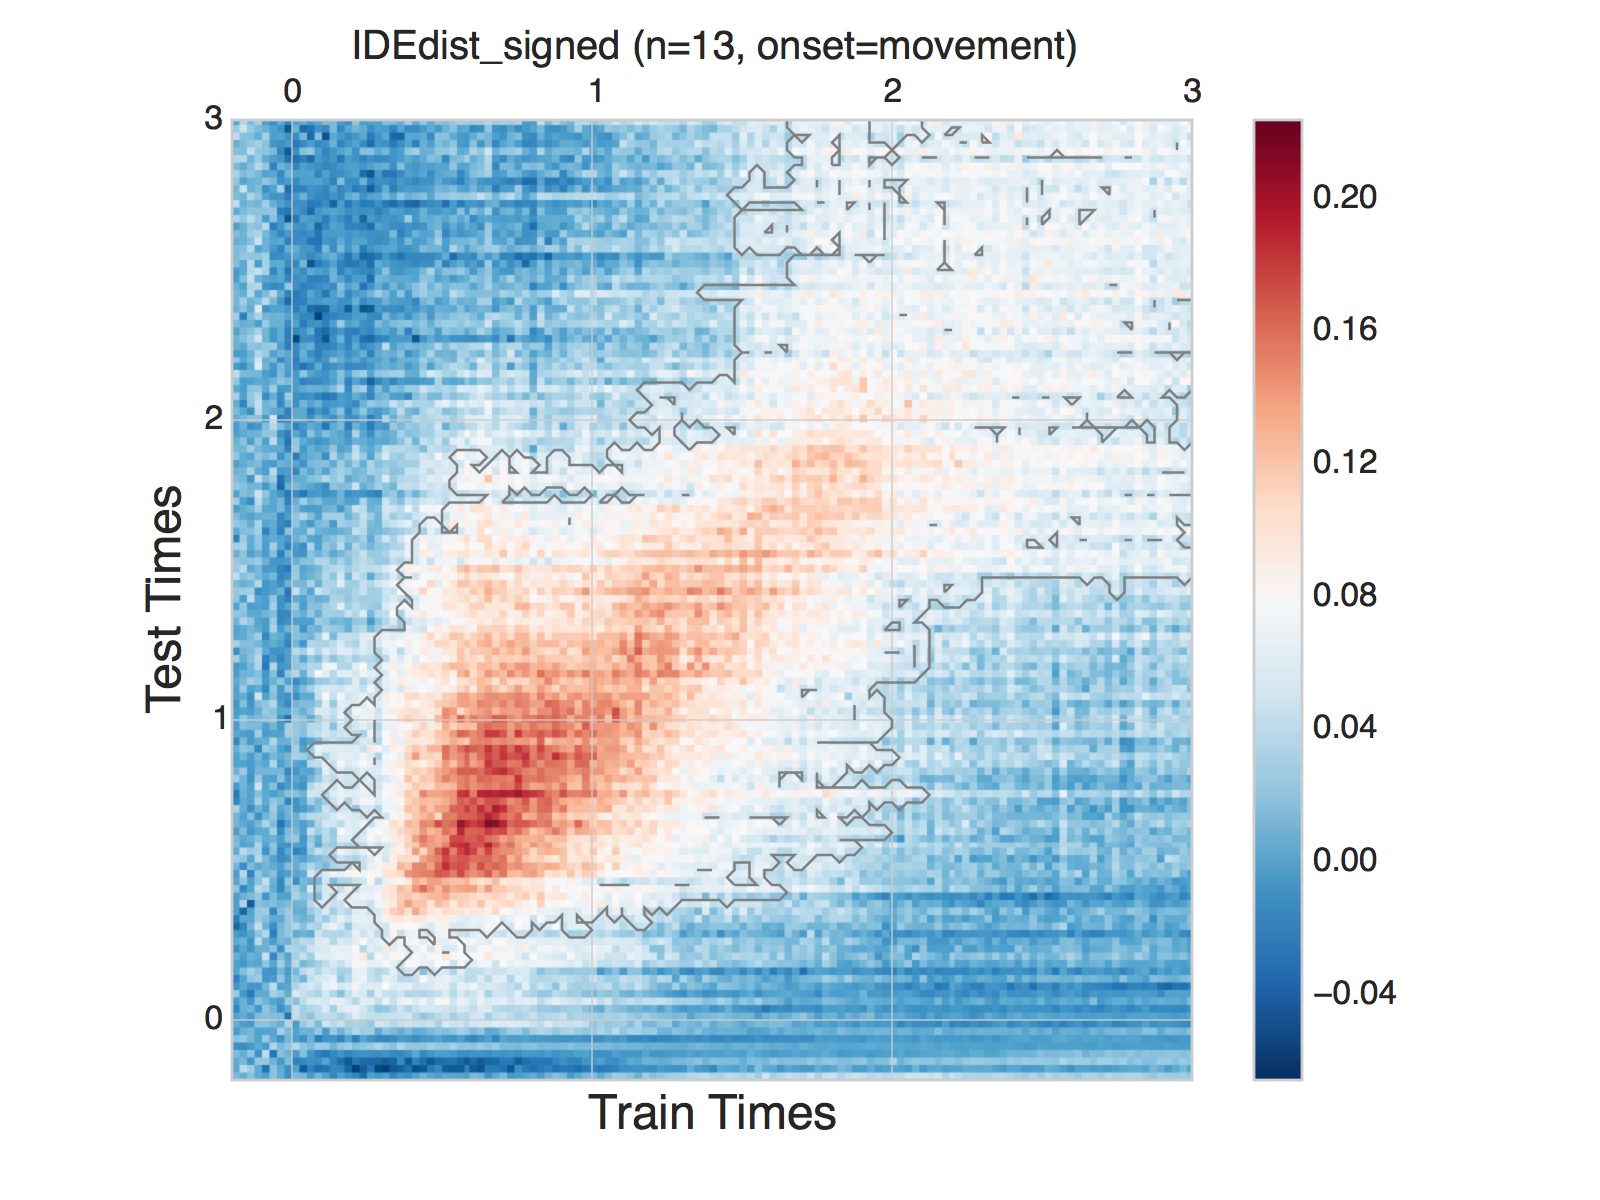 IDEdist_signed (n=13, onset=movement)
0 1 2 3
3
2
1
0
Test Times
Train Times
0.20
0.16
0.12
0.08
0.04
0.00
−0.04